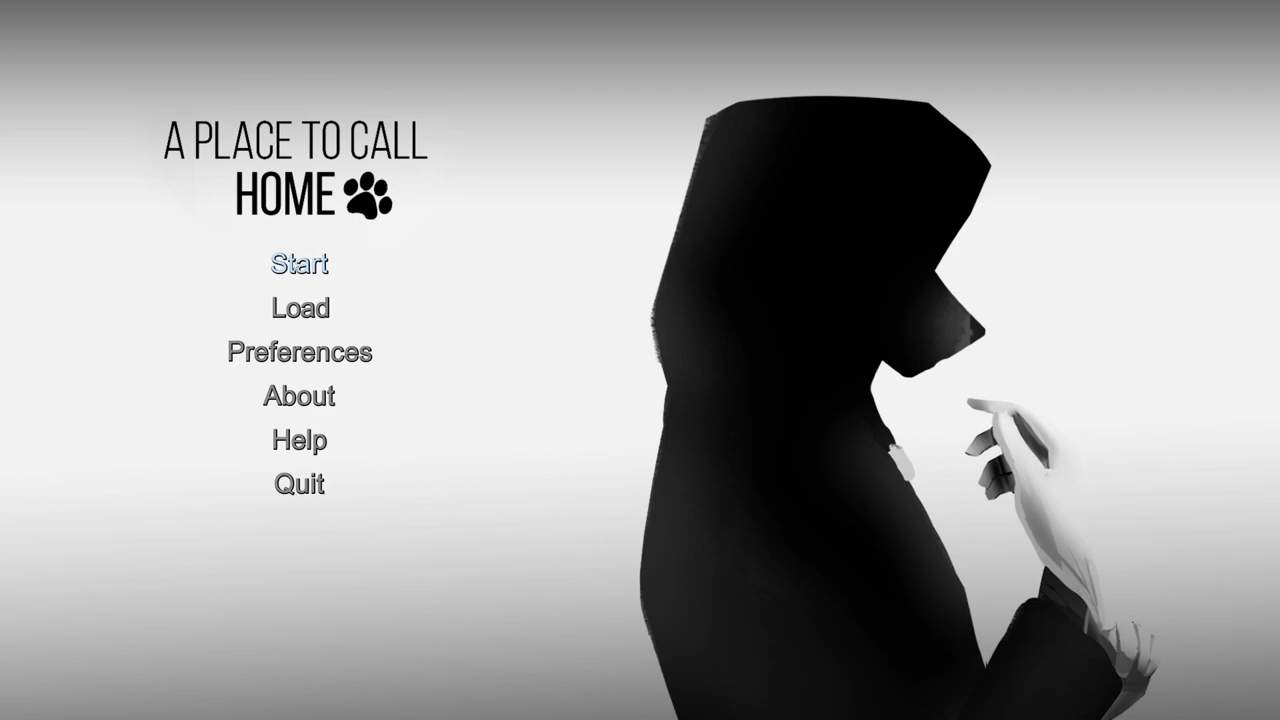 A PLACE TO CALL
HOME
Start
Load
Preferences
About
Help
Quit